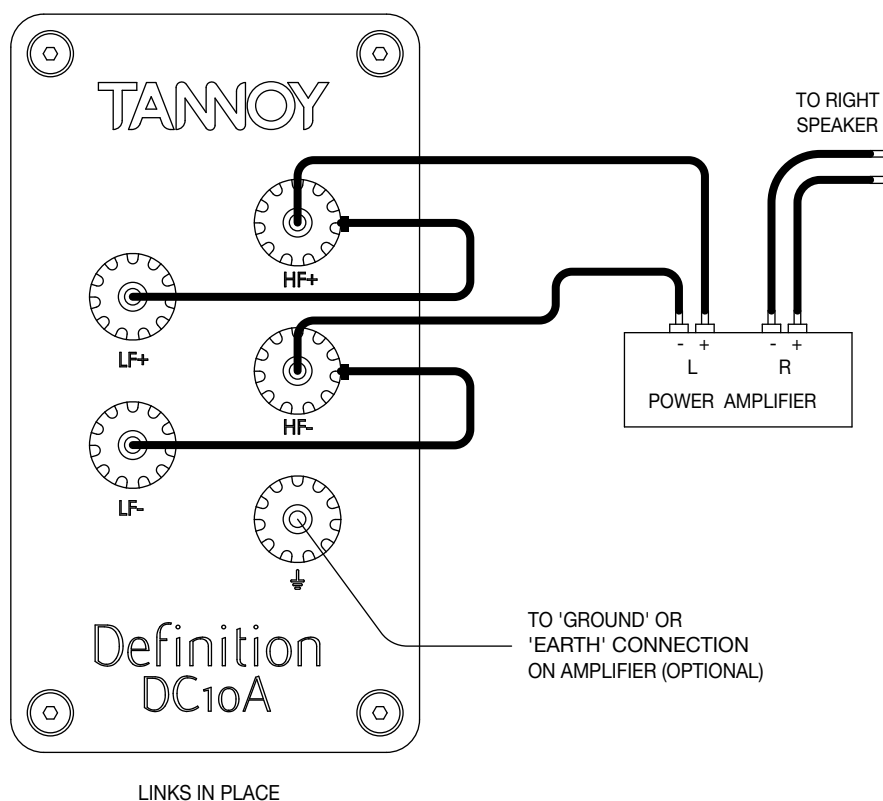 TANNOY
TO RIGHT
SPEAKER
HF+
LF+
- +
- +
L
R
POWER AMPLIFIER
HF-
LF-
TO 'GROUND' OR
'EARTH' CONNECTION
ON AMPLIFIER (OPTIONAL)
Definition
DC10A
LINKS IN PLACE